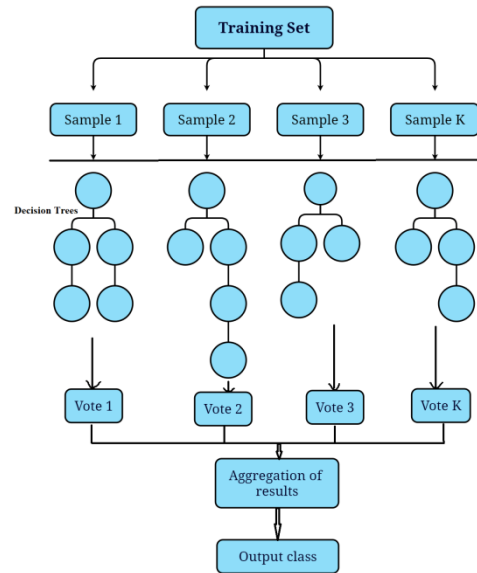 Training Set
Sample 1
Sample 2
Sample 3
Sample K
Decision Trees
Vote 1
Vote 2
Vote 3
Vote K
Aggregation of
results
Output class